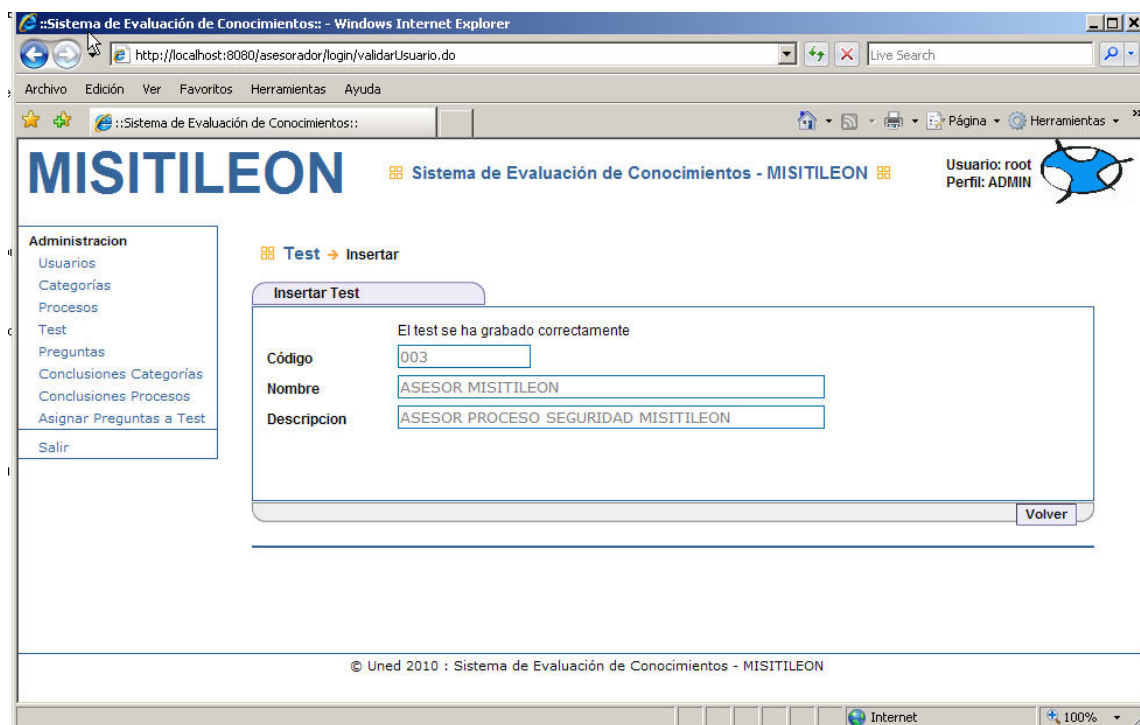 ::Sistema de Evaluación de Conocimientos:: - Windows Internet Explorer
http://localhost:8080/asesorador/login/validarUsuario.do
Live Search
Archivo Edición Ver Favoritos Herramientas Ayuda
::Sistema de Evaluación de Conocimientos::
Página Herramientas
MISITILEON
Sistema de Evaluación de Conocimientos - MISITILEON
Usuario: root
Perfil: ADMIN
Administracion
Usuarios
Categorías
Procesos
Test
Preguntas
Conclusiones Categorías
Conclusiones Procesos
Asignar Preguntas a Test
Salir
Test → Insertar
Insertar Test
El test se ha grabado correctamente
Código 003
Nombre ASESOR MISITILEON
Descripcion ASESOR PROCESO SEGURIDAD MISITILEON
Volver
© Uned 2010 : Sistema de Evaluación de Conocimientos - MISITILEON
Internet 100%